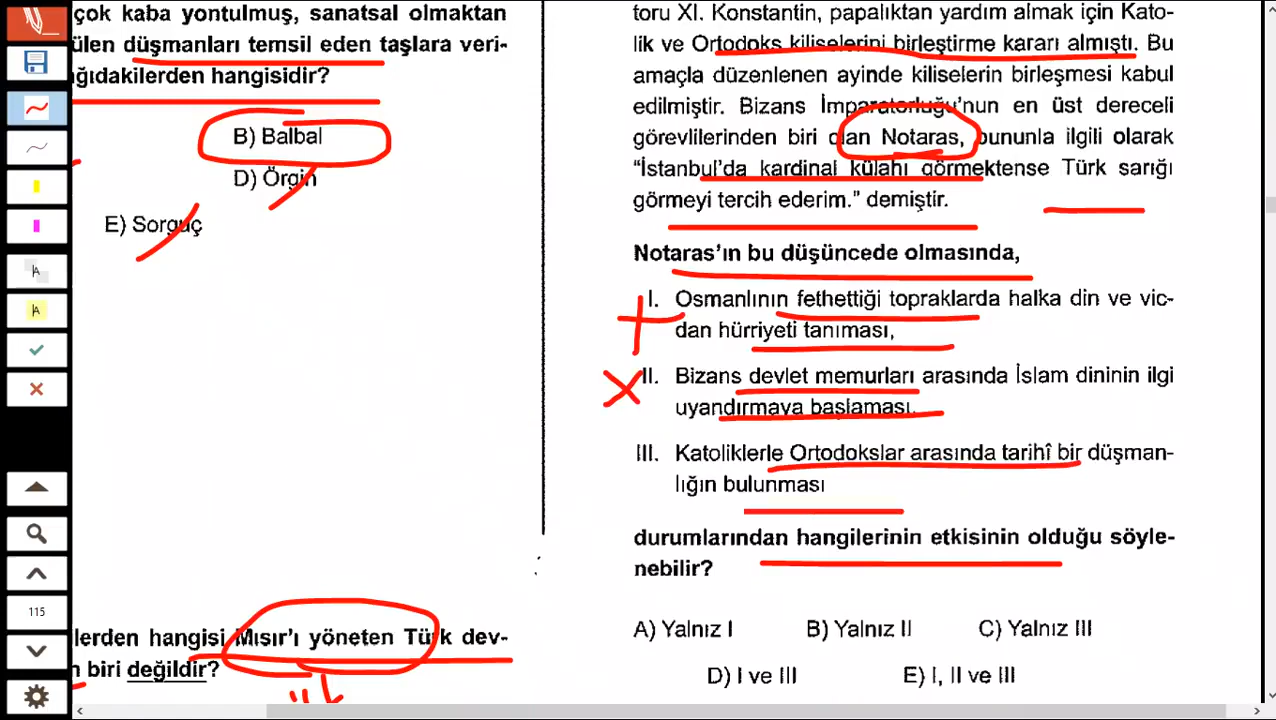 çok kaba yontulmuş, sanatsal olmaktan
ülen düşmanları temsil eden taşlara veri-
ğıdakilerden hangisidir?
B) Balbal
D) Örgin
E) Sorguç
lerden hangisi Mısır’ı yöneten Türk dev-
n biri değildir?
toru XI. Konstantin, papalıktan yardım almak için Kato-
lik ve Ortodoks kiliselerini birleştirme kararı almıştı. Bu
amaçla düzenlenen ayinde kiliselerin birleşmesi kabul
edilmiştir. Bizans İmparatorluğu’nun en üst dereceli
görevlilerinden biri olan Notaras, bununla ilgili olarak
“İstanbul’da kardinal külahı görmektense Türk sarığı
görmeyi tercih ederim.” demiştir.
Notaras’ın bu düşüncede olmasında,
I. Osmanlının fethettiği topraklarda halka din ve vic-
dan hürriyeti tanıması,
II. Bizans devlet memurları arasında İslam dininin ilgi
uyandırmaya başlaması,
III. Katoliklerle Ortodokslar arasında tarihî bir düşman-
lığın bulunması
durumlarından hangilerinin etkisinin olduğu söyle-
nebilir?
A) Yalnız I B) Yalnız II C) Yalnız III
D) I ve III E) I, II ve III
A
A
115